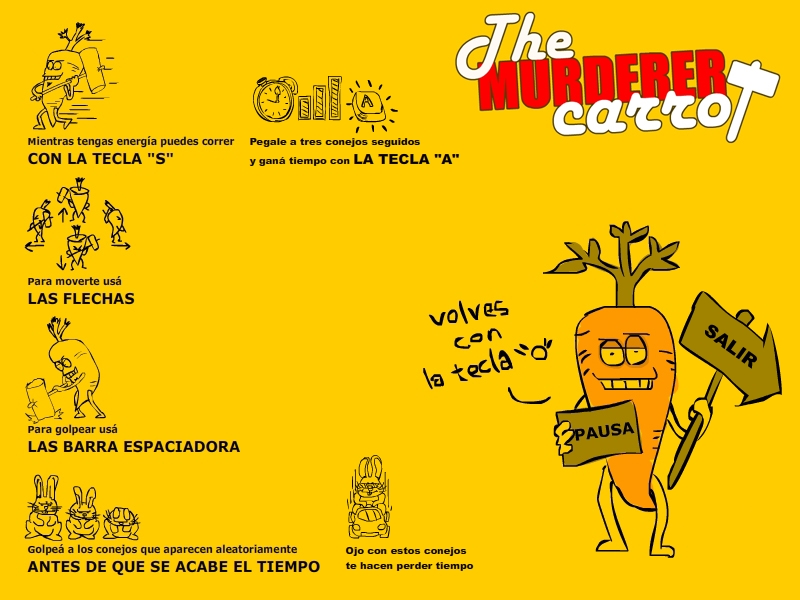 The
MURDERER
carrot
A
Mientras tengas energía puedes correr
CON LA TECLA "S"
Pegale a tres conejos seguidos
y ganá tiempo con LA TECLA "A"
Para moverte usá
LAS FLECHAS
volves
con
la tecla
SALIR
PAUSA
Para golpear usá
LAS BARRA ESPACIADORA
Golpeá a los conejos que aparecen aleatoriamente
ANTES DE QUE SE ACABE EL TIEMPO
Ojo con estos conejos
te hacen perder tiempo